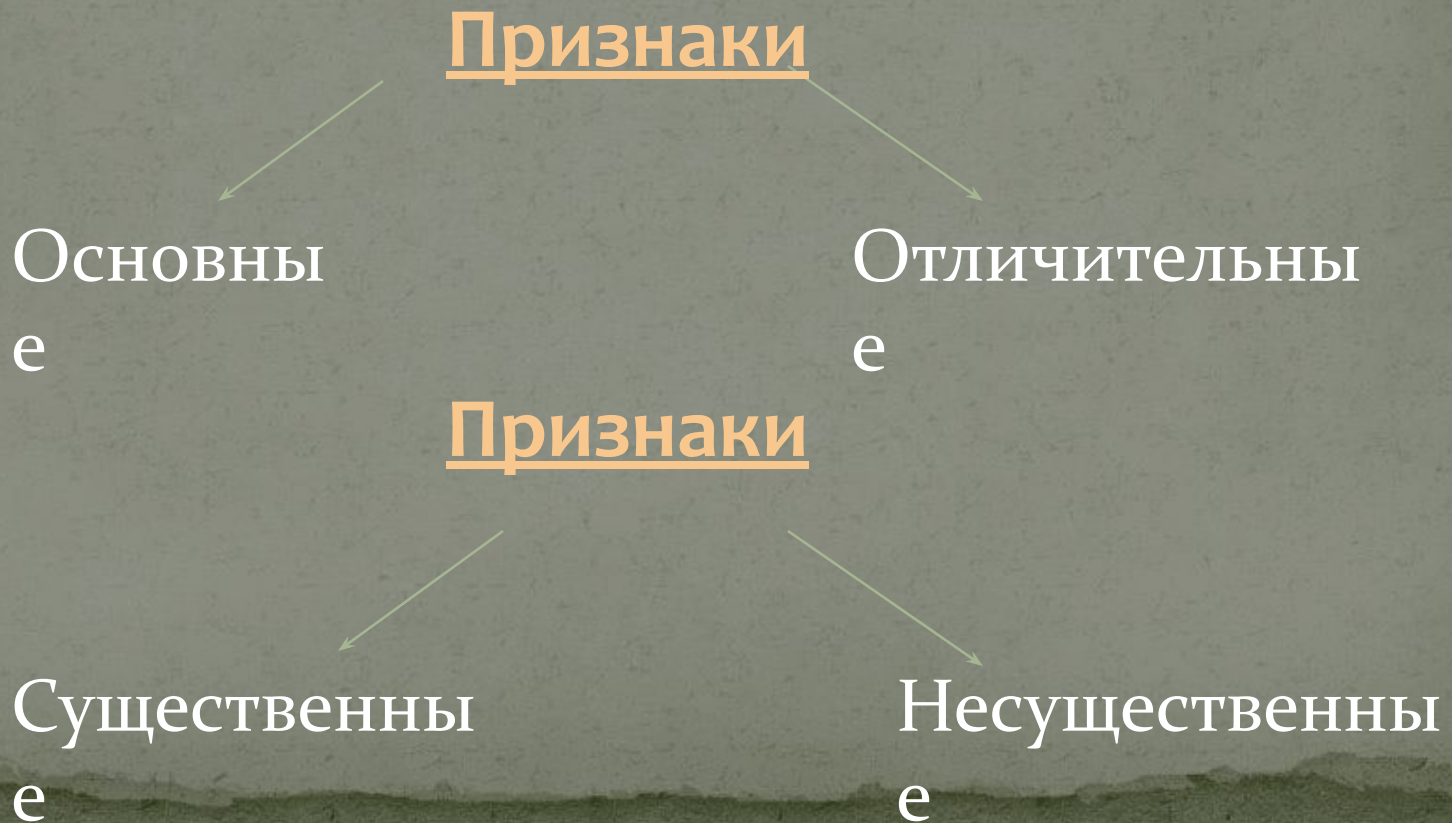 Признаки
Основны
е
Отличительны
е
Признаки
Существенны
е
Несущественны
е